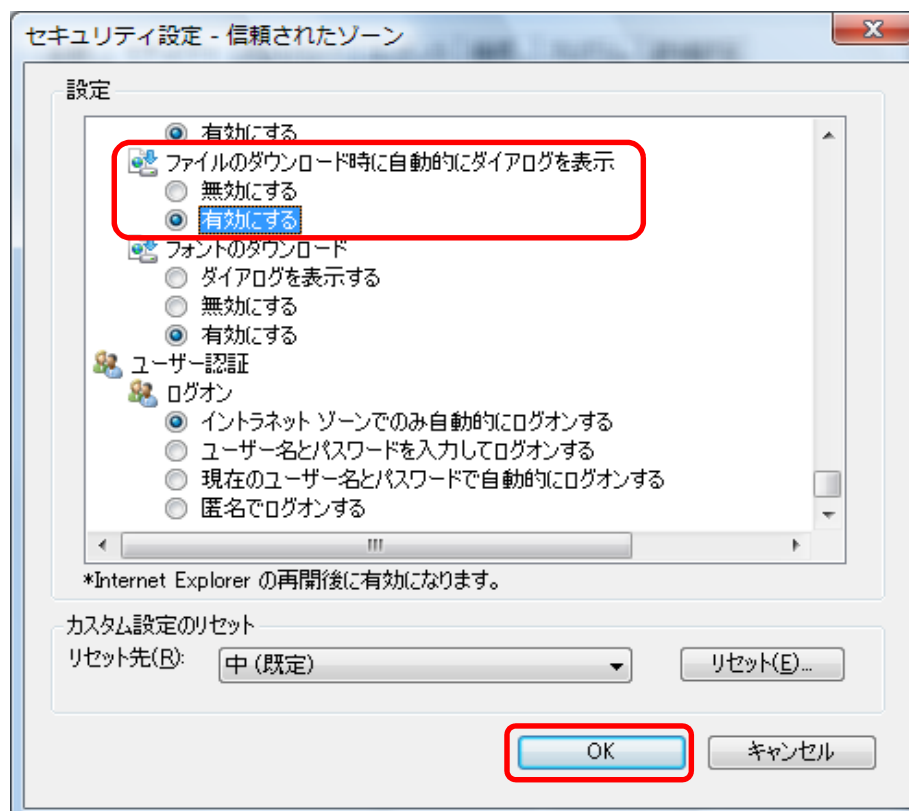 セキュリティ設定 - 信頼されたゾーン
設定
有効にする
ファイルのダウンロード時に自動的にダイアログを表示
無効にする
有効にする
フォントのダウンロード
ダイアログを表示する
無効にする
有効にする
ユーザー認証
ログオン
イントラネット ゾーンでのみ自動的にログオンする
ユーザー名とパスワードを入力してログオンする
現在のユーザー名とパスワードで自動的にログオンする
匿名でログオンする
*Internet Explorer の再開後に有効になります。
カスタム設定のリセット
リセット先(R): 中 (既定) リセット(E)...
OK キャンセル